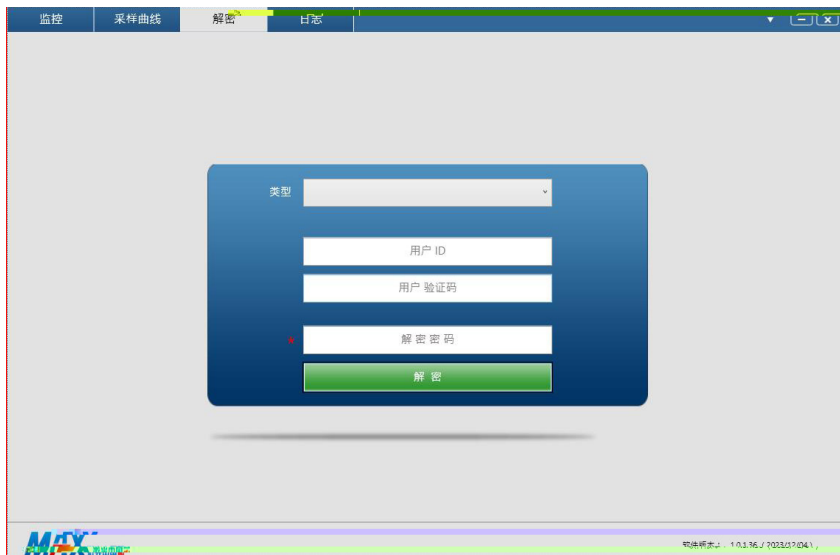 监控 采样曲线 解密 日志
类型
用户 ID
用户 验证码
* 解 密 密 码
解 密
MAX